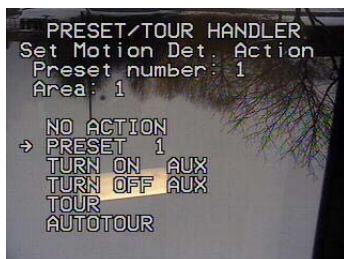 PRESET/TOUR HANDLER
Set Motion Det. Action
Preset number: 1
Area: 1
NO ACTION
→ PRESET 1
TURN ON AUX
TURN OFF AUX
TOUR
AUTOTOUR